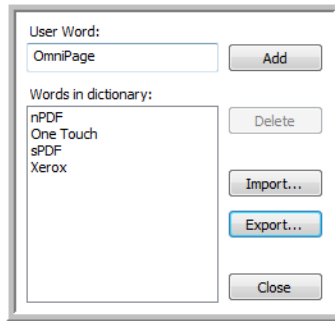 User Word:
OmniPage
Add
Words in dictionary:
nPDF
One Touch
sPDF
Xerox
Delete
Import...
Export...
Close